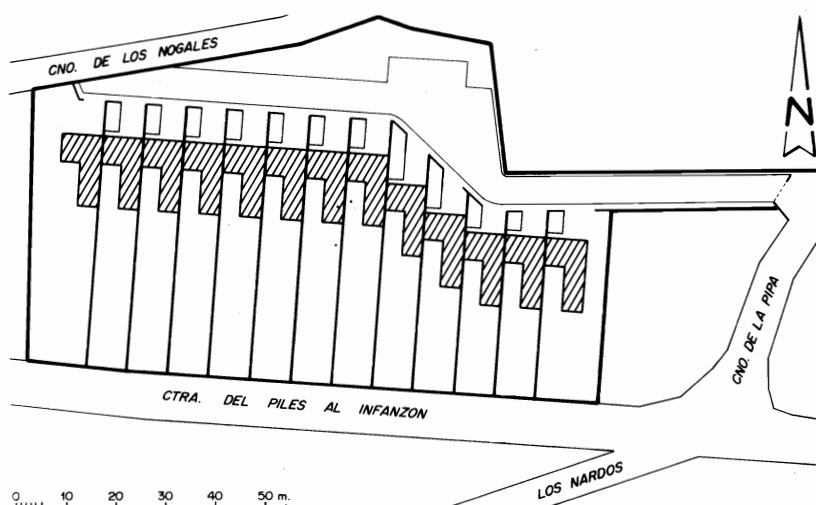 CNO. DE LOS NOGALES
N
CNO. DE LA PIPA
CTRA. DEL PILES AL INFANZON
LOS NARDOS
0 10 20 30 40 50 m.